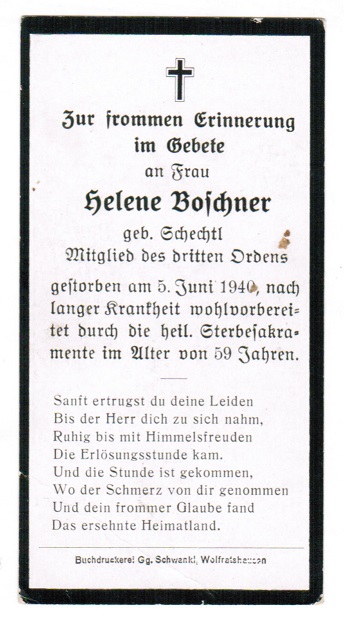 Zur frommen Erinnerung
im Gebete
an Frau
Helene Boschner
geb. Schechtl
Mitglied des dritten Ordens
gestorben am 5. Juni 1940, nach
langer Krankheit wohlvorberei-
tet durch die heil. Sterbesakra-
mente im Alter von 59 Jahren.
Sanft ertrugst du deine Leiden
Bis der Herr dich zu sich nahm,
Ruhig bis mit Himmelsfreuden
Die Erlösungsstunde kam.
Und die Stunde ist gekommen,
Wo der Schmerz von dir genommen
Und dein frommer Glaube fand
Das ersehnte Heimatland.
Buchdruckerei Gg. Schwankl, Wolfratshausen